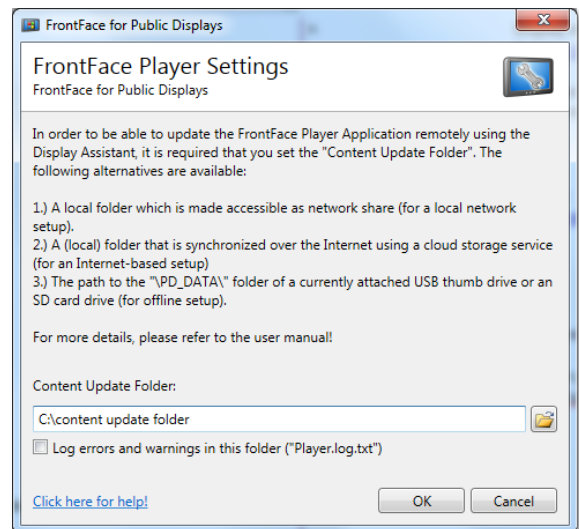 FrontFace for Public Displays
FrontFace Player Settings
FrontFace for Public Displays
In order to be able to update the FrontFace Player Application remotely using the
Display Assistant, it is required that you set the "Content Update Folder". The
following alternatives are available:
1.) A local folder which is made accessible as network share (for a local network
setup).
2.) A (local) folder that is synchronized over the Internet using a cloud storage service
(for an Internet-based setup)
3.) The path to the "\PD_DATA\" folder of a currently attached USB thumb drive or an
SD card drive (for offline setup).
For more details, please refer to the user manual!
Content Update Folder:
C:\content update folder
Log errors and warnings in this folder ("Player.log.txt")
Click here for help!
OK
Cancel